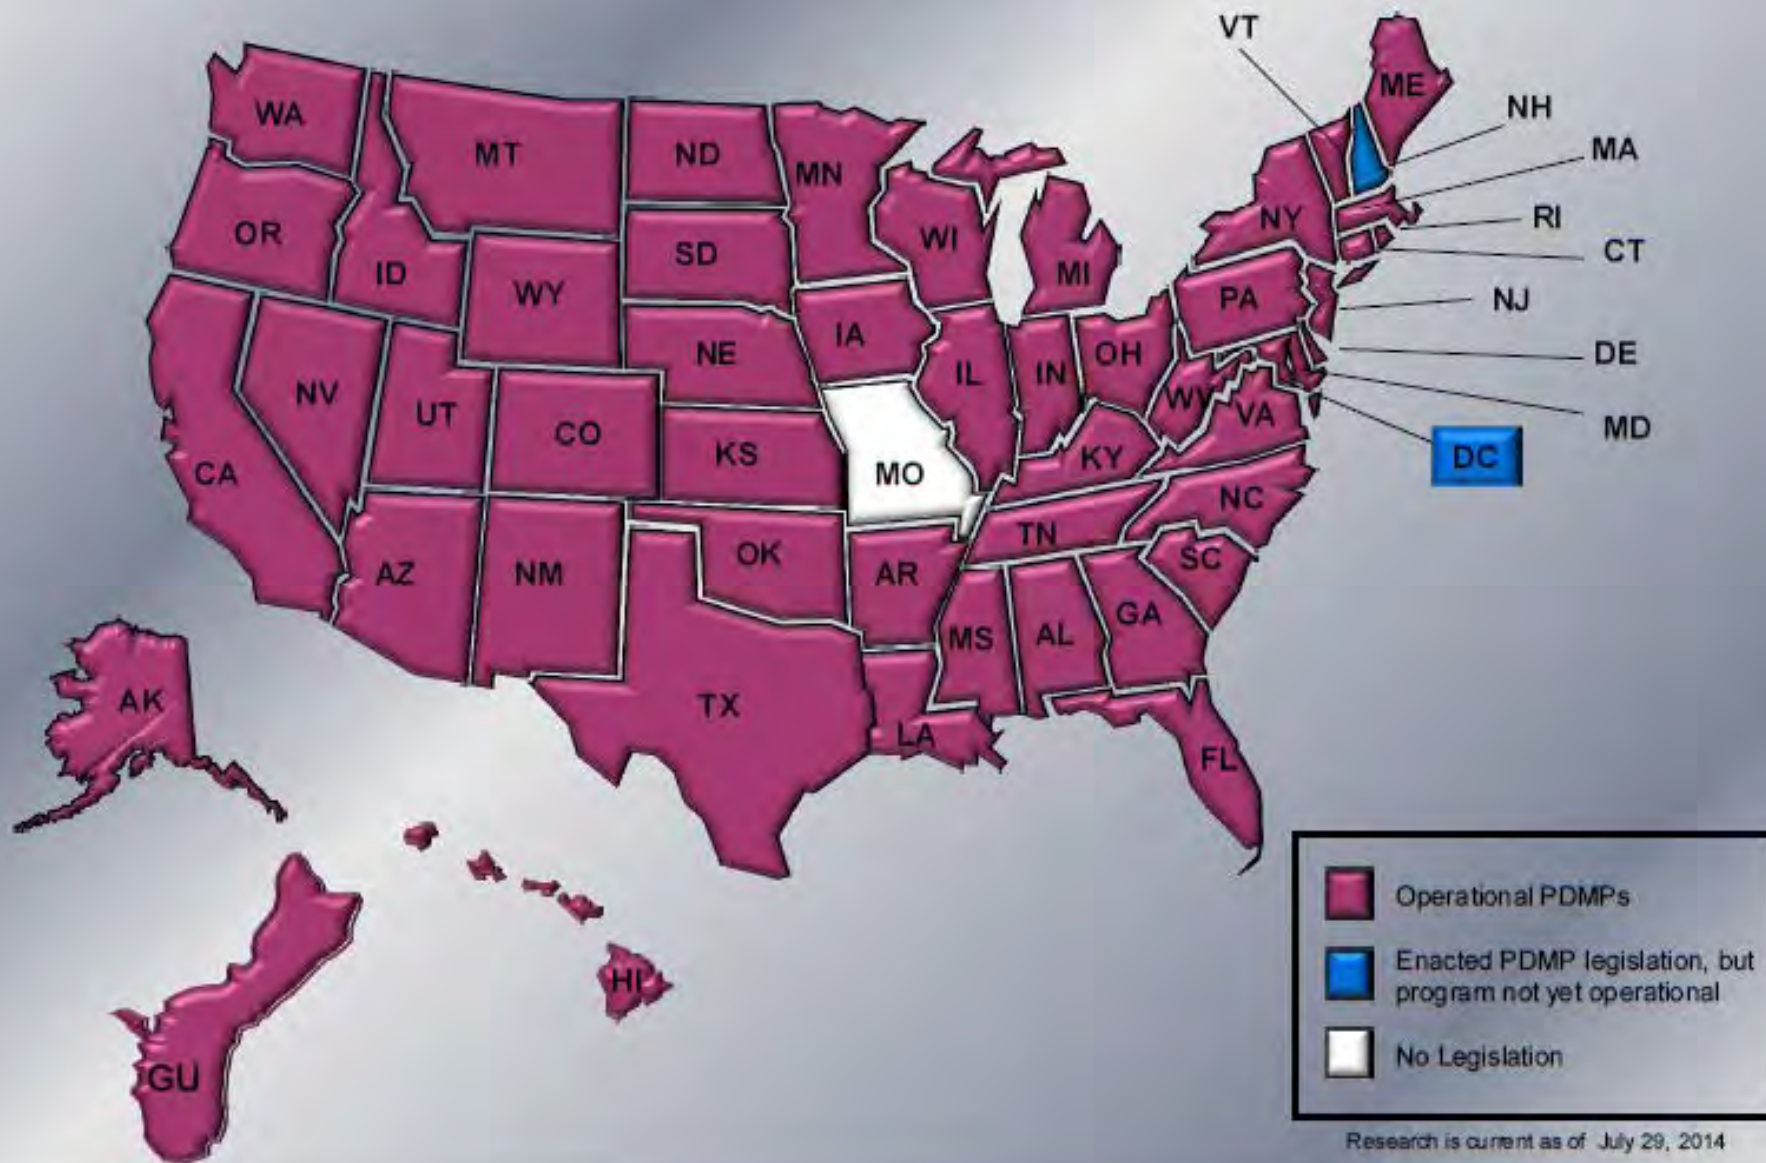 VT
ME
WA
NH
MT
ND
MN
MA
OR
ID
SD
WI
NY
RI
MI
CT
WY
PA
NJ
IA
NE
OH
DE
NV
UT
IL
IN
WV
VA
MD
CO
KS
KY
DC
CA
MO
NC
TN
SC
AZ
NM
OK
AR
GA
MS
AL
AK
TX
LA
FL
HI
GU
Operational PDMPs
Enacted PDMP legislation, but
program not yet operational
No Legislation
Research is current as of July 29, 2014